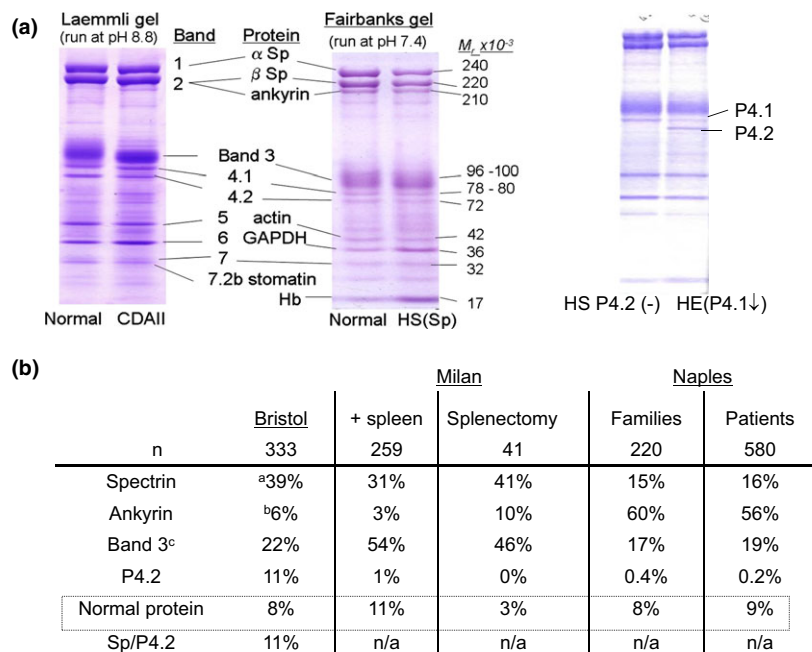 (a)
Laemmli gel
(run at pH 8.8)
Band
Protein
Fairbanks gel
(run at pH 7.4)
Mr x10-3
1
α Sp
240
2
β Sp
220
ankyrin
210
P4.1
P4.2
Band 3
96 -100
4.1
78 - 80
4.2
72
5
actin
42
6
GAPDH
36
7
32
7.2b stomatin
Hb
17
Normal
CDAII
Normal
HS(Sp)
HS P4.2 (-)
HE(P4.1↓)
(b)
Milan Naples
Bristol + spleen Splenectomy Families Patients
n 333 259 41 220 580
Spectrin a39% 31% 41% 15% 16%
Ankyrin b6% 3% 10% 60% 56%
Band 3c 22% 54% 46% 17% 19%
P4.2 11% 1% 0% 0.4% 0.2%
Normal protein 8% 11% 3% 8% 9%
Sp/P4.2 11% n/a n/a n/a n/a